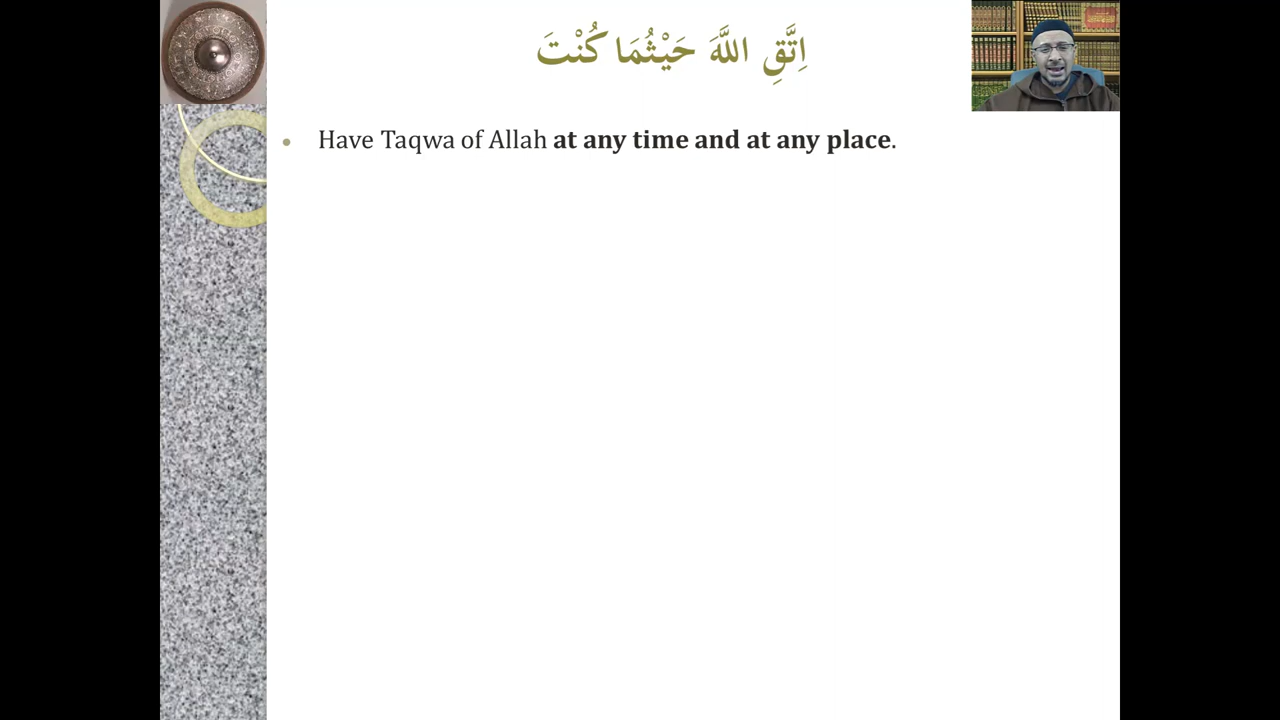 اِتَّقِ اللَّهَ حَيْثُمَا كُنْتَ
• Have Taqwa of Allah at any time and at any place.